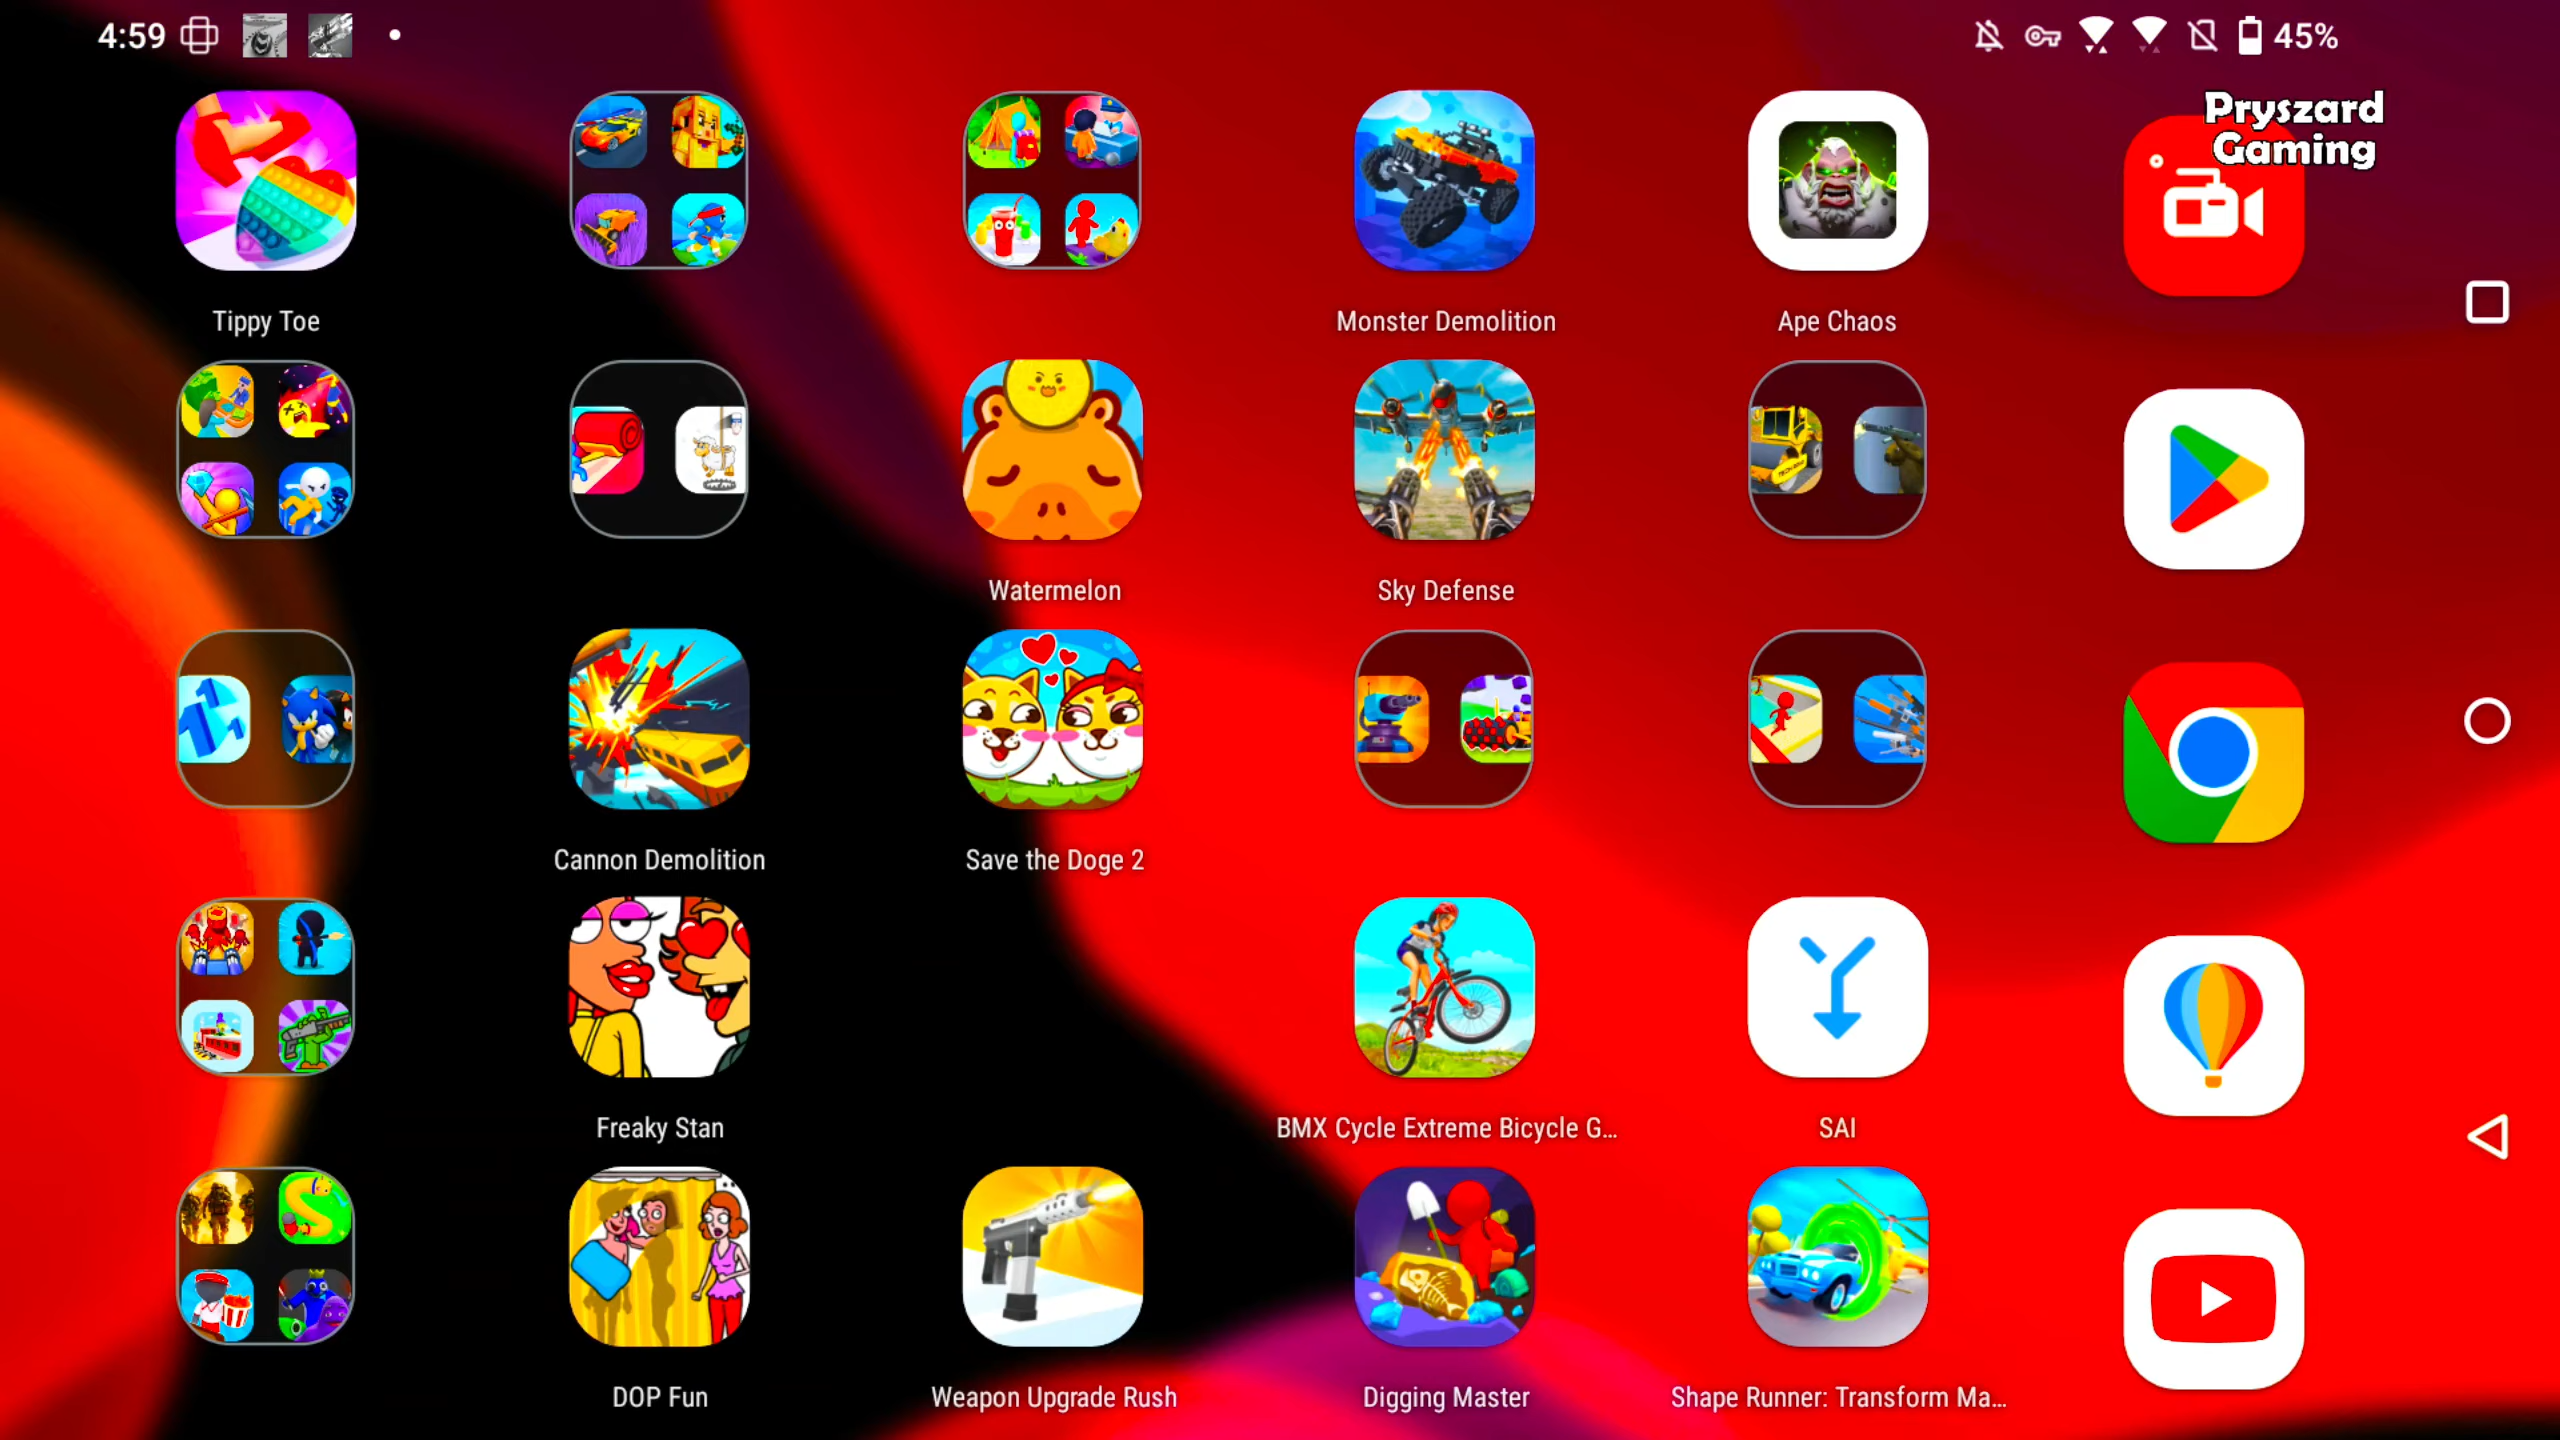 4:59
45%
Pryszard
Gaming
Tippy Toe
Monster Demolition
Ape Chaos
Watermelon
Sky Defense
Cannon Demolition
Save the Doge 2
Freaky Stan
BMX Cycle Extreme Bicycle G...
SAI
DOP Fun
Weapon Upgrade Rush
Digging Master
Shape Runner: Transform Ma...